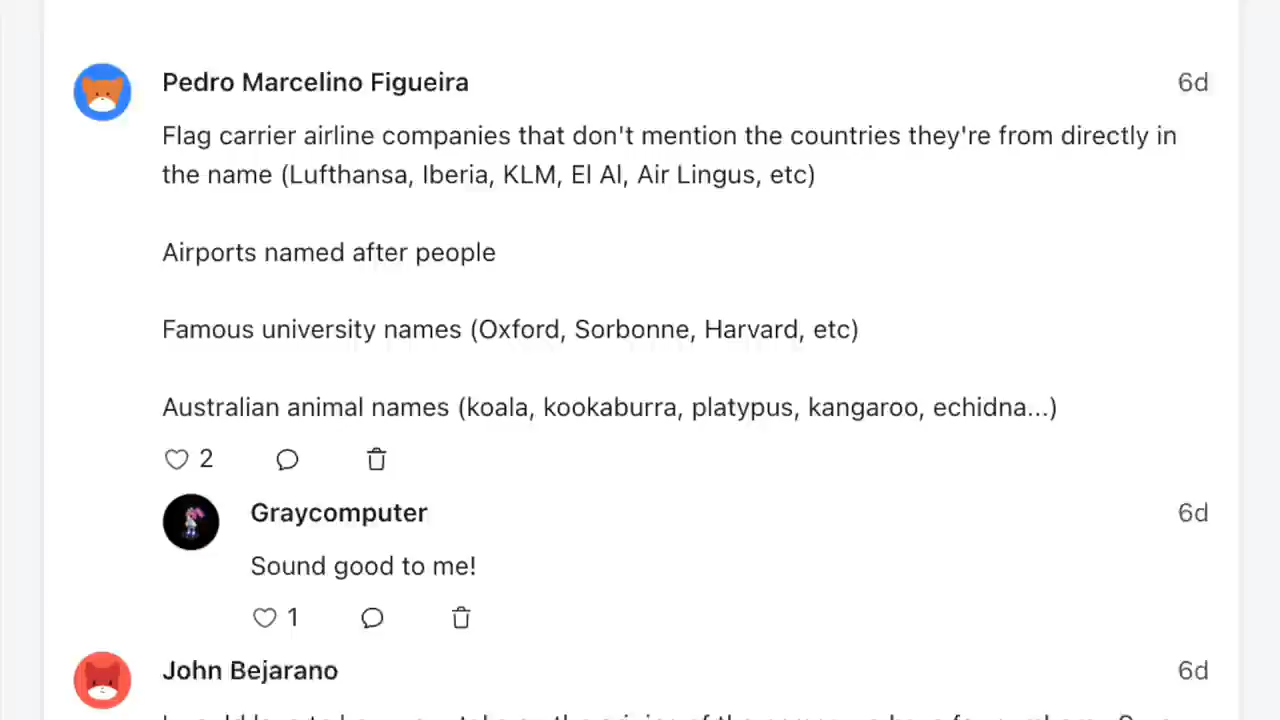 Pedro Marcelino Figueira
6d
Flag carrier airline companies that don't mention the countries they're from directly in
the name (Lufthansa, Iberia, KLM, El Al, Air Lingus, etc)
Airports named after people
Famous university names (Oxford, Sorbonne, Harvard, etc)
Australian animal names (koala, kookaburra, platypus, kangaroo, echidna...)
2
Graycomputer
6d
Sound good to me!
1
John Bejarano
6d